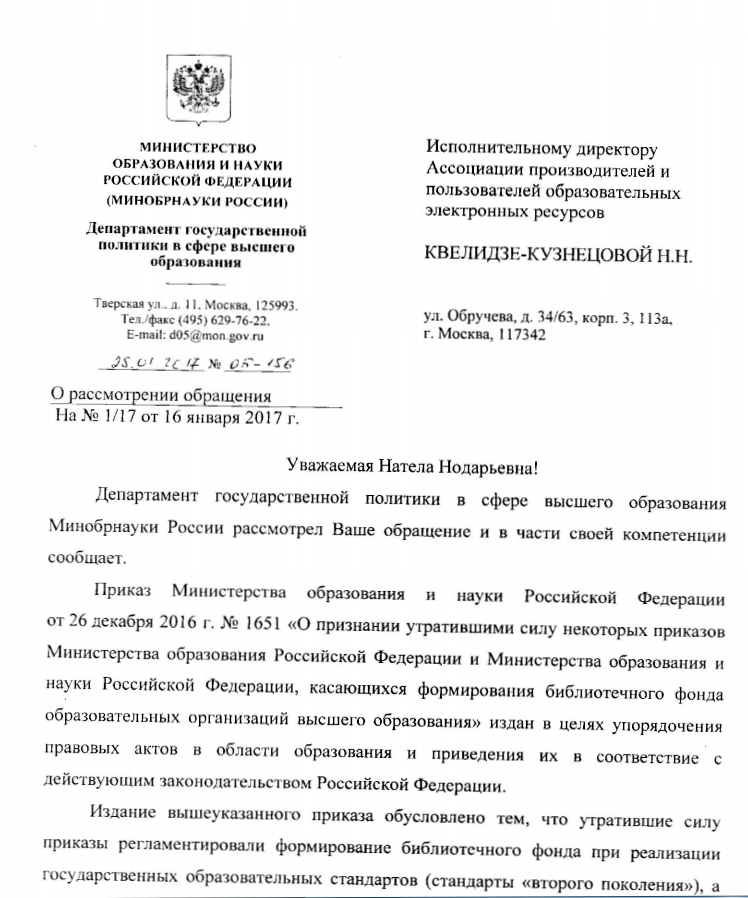 МИНИСТЕРСТВО
ОБРАЗОВАНИЯ И НАУКИ
РОССИЙСКОЙ ФЕДЕРАЦИИ
(МИНОБРНАУКИ РОССИИ)
Департамент государственной
политики в сфере высшего
образования
Тверская ул., д. 11, Москва, 125993.
Тел./факс (495) 629-76-22.
E-mail: d05@mon.gov.ru
25.01 2017 № 05-156
О рассмотрении обращения
На № 1/17 от 16 января 2017 г.
Исполнительному директору
Ассоциации производителей и
пользователей образовательных
электронных ресурсов
КВЕЛИДЗЕ-КУЗНЕЦОВОЙ Н.Н.
ул. Обручева, д. 34/63, корп. 3, 113а,
г. Москва, 117342
Уважаемая Натела Нодарьевна!
Департамент государственной политики в сфере высшего образования
Минобрнауки России рассмотрел Ваше обращение и в части своей компетенции
сообщает.
Приказ Министерства образования и науки Российской Федерации
от 26 декабря 2016 г. № 1651 «О признании утратившими силу некоторых приказов
Министерства образования Российской Федерации и Министерства образования и
науки Российской Федерации, касающихся формирования библиотечного фонда
образовательных организаций высшего образования» издан в целях упорядочения
правовых актов в области образования и приведения их в соответствие с
действующим законодательством Российской Федерации.
Издание вышеуказанного приказа обусловлено тем, что утратившие силу
приказы регламентировали формирование библиотечного фонда при реализации
государственных образовательных стандартов (стандарты «второго поколения»), а